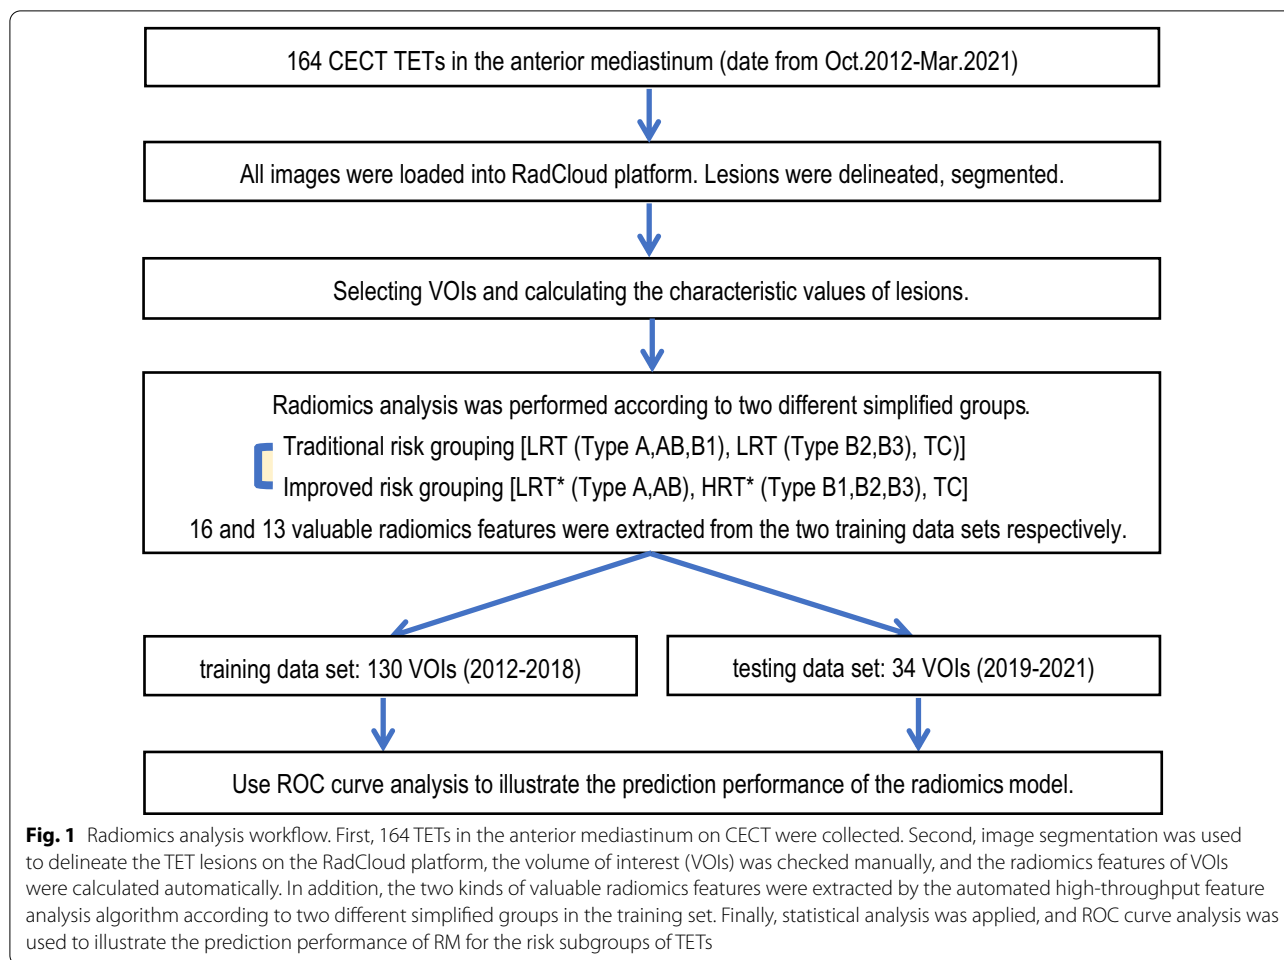 164 CECT TETs in the anterior mediastinum (date from Oct.2012-Mar.2021)
All images were loaded into RadCloud platform. Lesions were delineated, segmented.
Selecting VOIs and calculating the characteristic values of lesions.
Radiomics analysis was performed according to two different simplified groups.
Traditional risk grouping [LRT (Type A,AB,B1), LRT (Type B2,B3), TC)]
Improved risk grouping [LRT* (Type A,AB), HRT* (Type B1,B2,B3), TC]
16 and 13 valuable radiomics features were extracted from the two training data sets respectively.
training data set: 130 VOIs (2012-2018)
testing data set: 34 VOIs (2019-2021)
Use ROC curve analysis to illustrate the prediction performance of the radiomics model.
Fig. 1 Radiomics analysis workflow. First, 164 TETs in the anterior mediastinum on CECT were collected. Second, image segmentation was used
to delineate the TET lesions on the RadCloud platform, the volume of interest (VOIs) was checked manually, and the radiomics features of VOIs
were calculated automatically. In addition, the two kinds of valuable radiomics features were extracted by the automated high-throughput feature
analysis algorithm according to two different simplified groups in the training set. Finally, statistical analysis was applied, and ROC curve analysis was
used to illustrate the prediction performance of RM for the risk subgroups of TETs